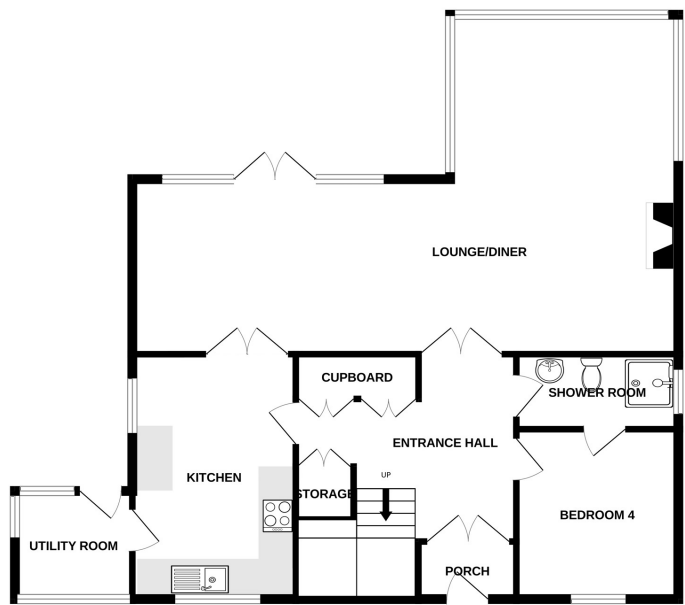 LOUNGE/DINER
CUPBOARD
SHOWER ROOM
ENTRANCE HALL
KITCHEN
UP
STORAGE
BEDROOM 4
UTILITY ROOM
PORCH